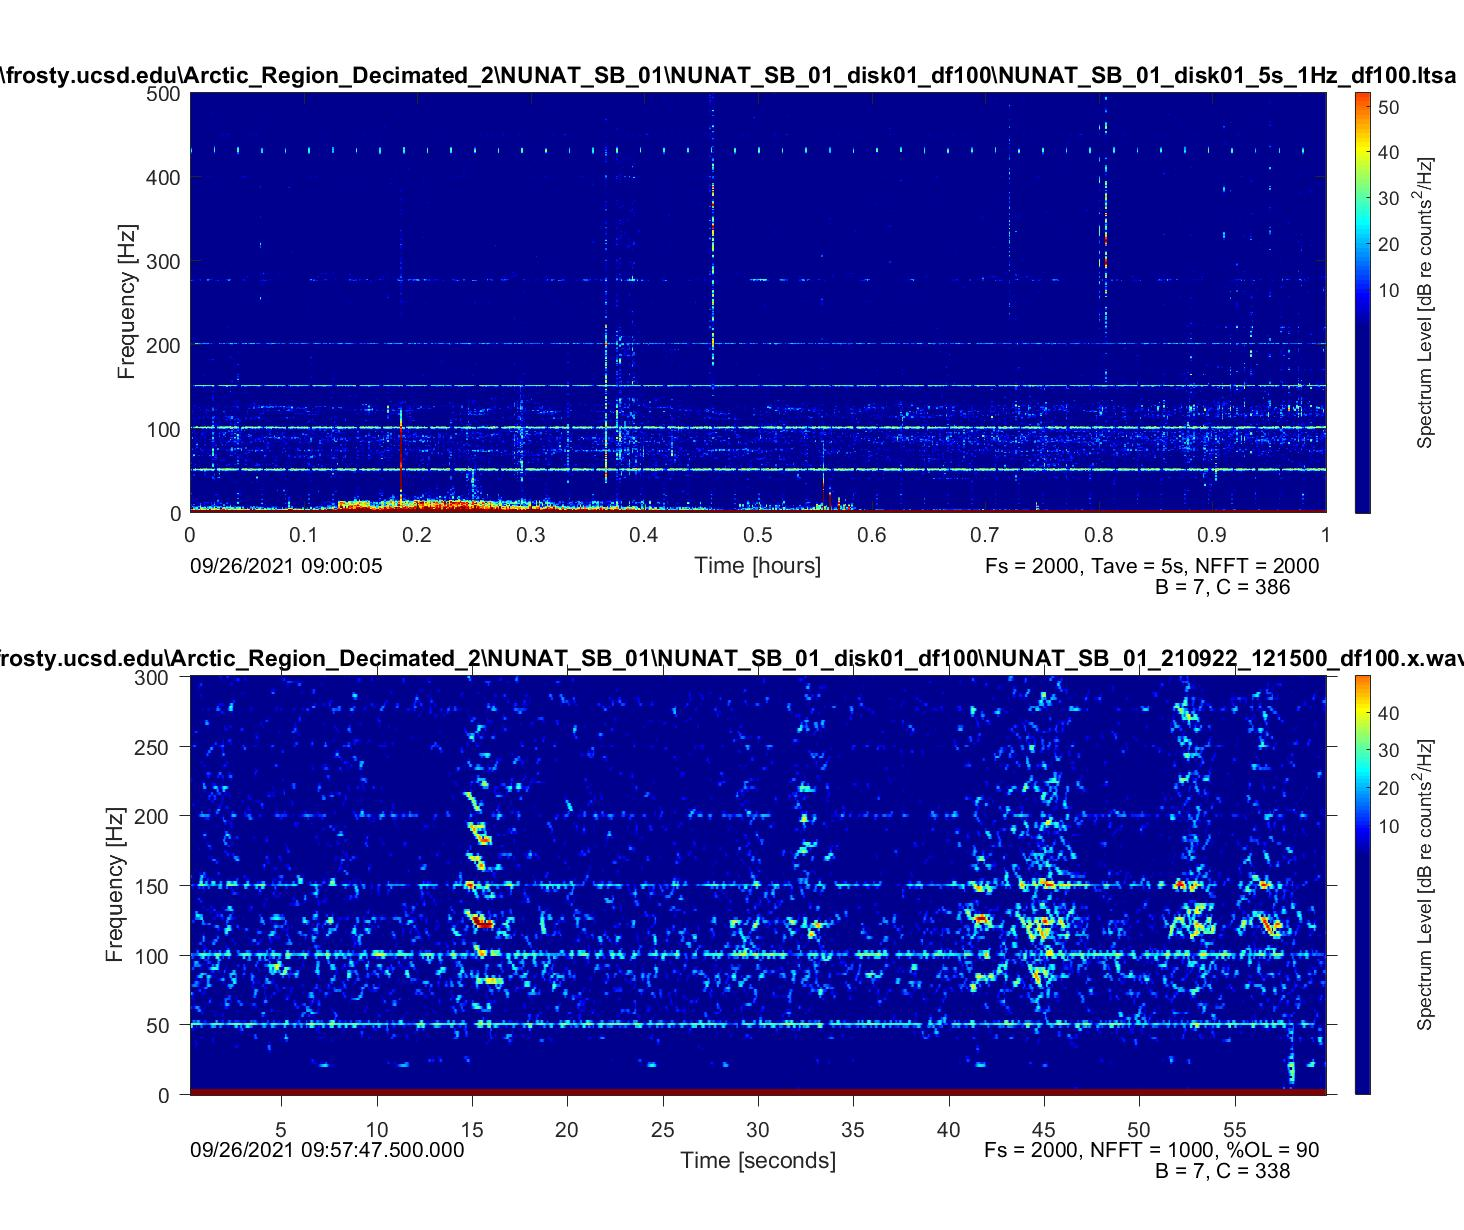 \frosty.ucsd.edu\Arctic_Region_Decimated_2\NUNAT_SB_01\NUNAT_SB_01_disk01_df100\NUNAT_SB_01_disk01_5s_1Hz_df100.ltsa
500
400
300
200
100
0
Frequency [Hz]
0 0.1 0.2 0.3 0.4 0.5 0.6 0.7 0.8 0.9 1
Time [hours]
09/26/2021 09:00:05
Fs = 2000, Tave = 5s, NFFT = 2000
B = 7, C = 386
50
40
30
20
10
Spectrum Level [dB re counts²/Hz]
frosty.ucsd.edu\Arctic_Region_Decimated_2\NUNAT_SB_01\NUNAT_SB_01_disk01_df100\NUNAT_SB_01_210922_121500_df100.x.wav
300
250
200
150
100
50
0
Frequency [Hz]
5 10 15 20 25 30 35 40 45 50 55
Time [seconds]
09/26/2021 09:57:47.500.000
Fs = 2000, NFFT = 1000, %OL = 90
B = 7, C = 338
40
30
20
10
Spectrum Level [dB re counts²/Hz]